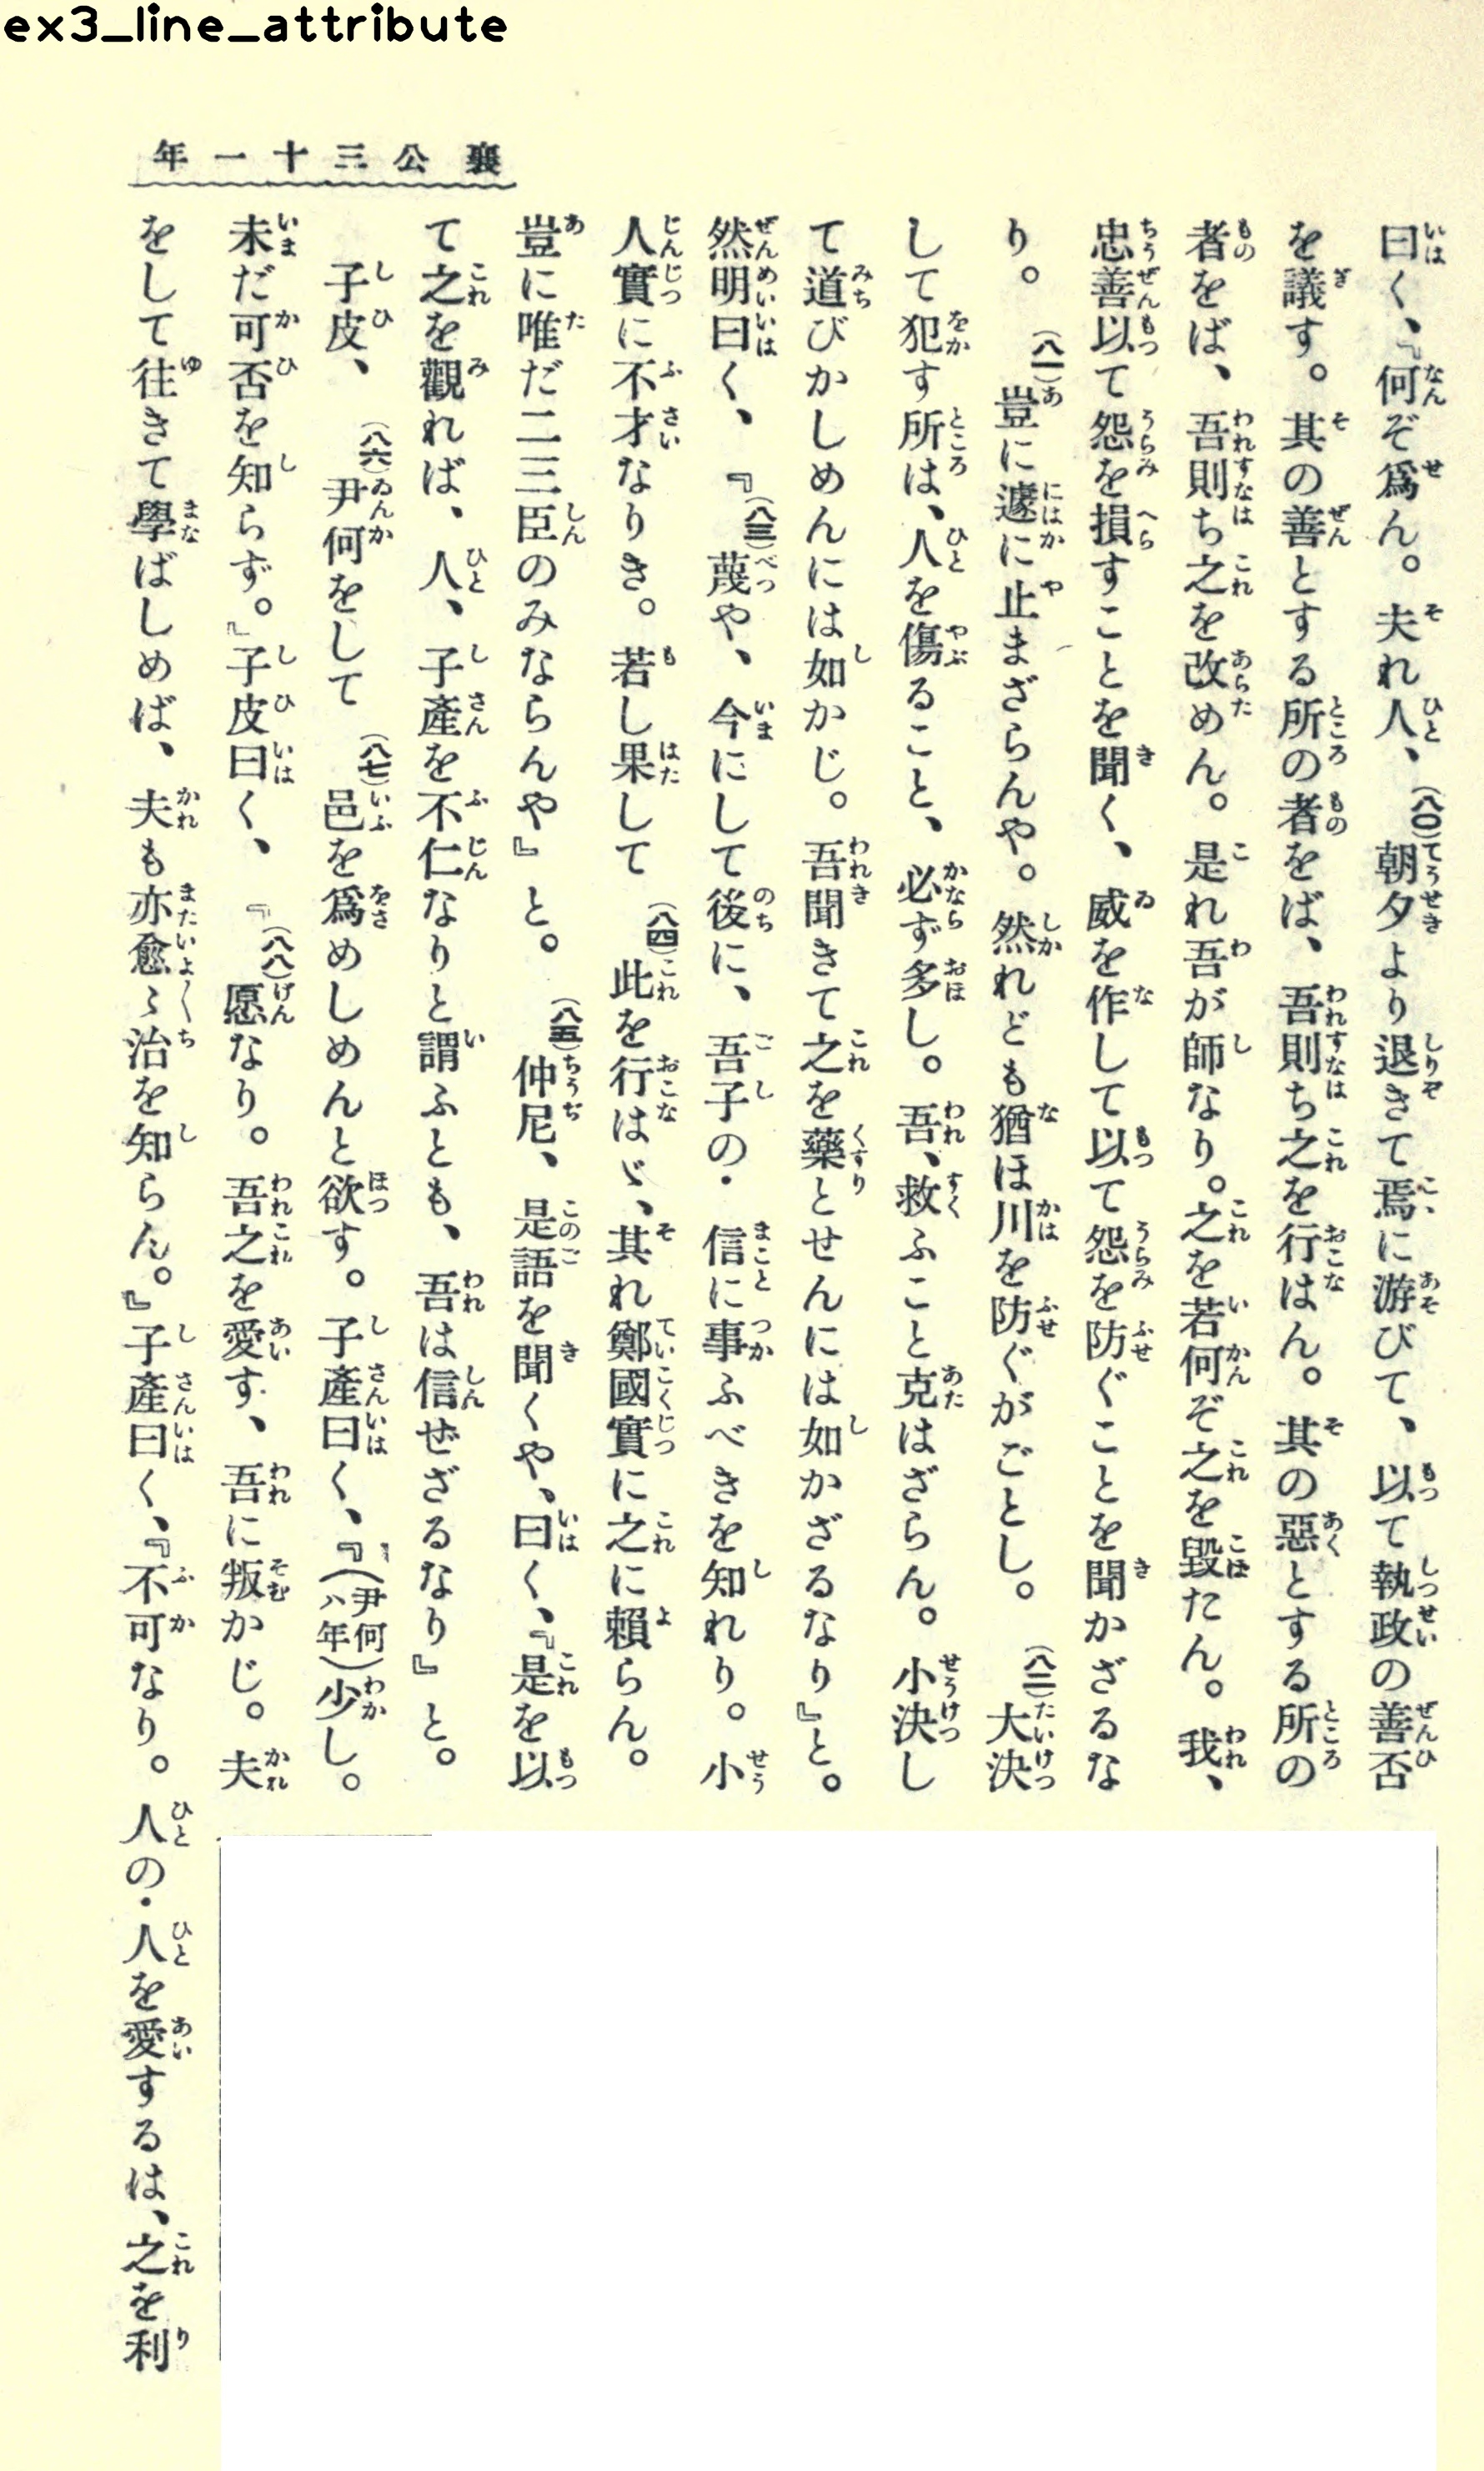 ex3_line_attribute
襄公三十一年
曰く、『何ぞ爲ん。夫れ人、(八〇)朝夕より退きて焉に游びて、以て執政の善否
を議す。其の善とする所の者をば、吾則ち之を行はん。其の惡とする所の
者をば、吾則ち之を改めん。是れ吾が師なり。之を若何ぞ之を毀たん。我、
忠善以て怨を損すことを聞く、威を作して以て怨を防ぐことを聞かざるな
り。(八一)豈に遽に止まざらんや。然れども猶ほ川を防ぐがごとし。(八二)大決
して犯す所は、人を傷ること、必ず多し。吾、救ふこと克はざらん。小決し
て道びかしめんには如かじ。吾聞きて之を藥とせんには如かざるなり』と。
然明曰く、『(八三)蔑や、今にして後に、吾子の・信に事ふべきを知れり。小
人實に不才なりき。若し果して(八四)此を行はゞ、其れ鄭國實に之に賴らん。
豈に唯だ二三臣のみならんや』と。(八五)仲尼、是語を聞くや、曰く、『是を以
て之を觀れば、人、子產を不仁なりと謂ふとも、吾は信ぜざるなり』と。
子皮、(八六)尹何をして(八七)邑を爲めしめんと欲す。子產曰く、『(尹何ハ年)少し。
未だ可否を知らず。』子皮曰く、『(八八)愿なり。吾之を愛す、吾に叛かじ。夫
をして往きて學ばしめば、夫も亦愈〻治を知らん。』子產曰く、『不可なり。人の・人を愛するは、之を利